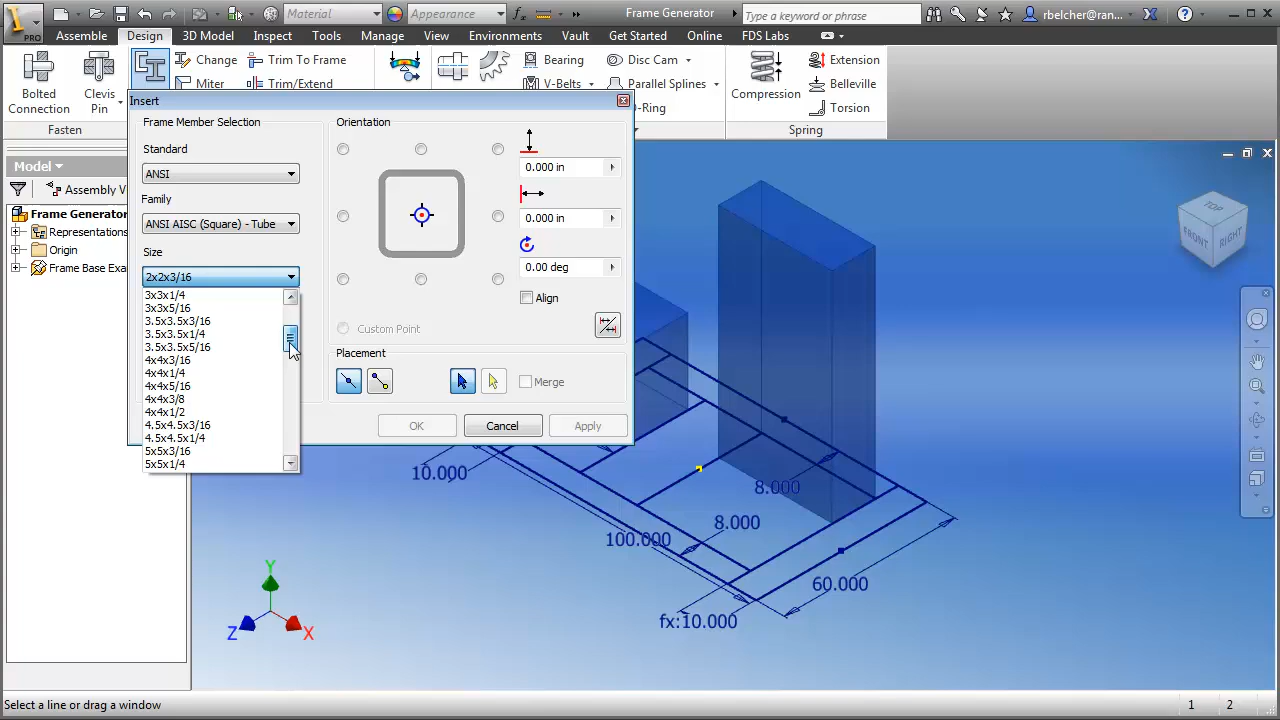 Material
Appearance
Frame Generator
Type a keyword or phrase
rbelcher@ran...
PRO
Assemble
Design
3D Model
Inspect
Tools
Manage
View
Environments
Vault
Get Started
Online
FDS Labs
Bolted Connection
Clevis Pin
Change
Miter
Trim To Frame
Trim/Extend
Bearing
V-Belts
Disc Cam
Parallel Splines
O-Ring
Compression
Extension
Belleville
Torsion
Fasten
Spring
Insert
Frame Member Selection
Standard
ANSI
Family
ANSI AISC (Square) - Tube
Size
2x2x3/16
3x3x1/4
3x3x5/16
3.5x3.5x3/16
3.5x3.5x1/4
3.5x3.5x5/16
4x4x3/16
4x4x1/4
4x4x5/16
4x4x3/8
4x4x1/2
4.5x4.5x3/16
4.5x4.5x1/4
5x5x3/16
5x5x1/4
Orientation
0.000 in
0.000 in
0.00 deg
Align
Custom Point
Placement
Merge
OK
Cancel
Apply
Model
Assembly V
Frame Generator
Representations
Origin
Frame Base Exa
TOP
FRONT
RIGHT
10.000
8.000
8.000
100.000
60.000
fx:10.000
Y
Z
X
Select a line or drag a window
1
2